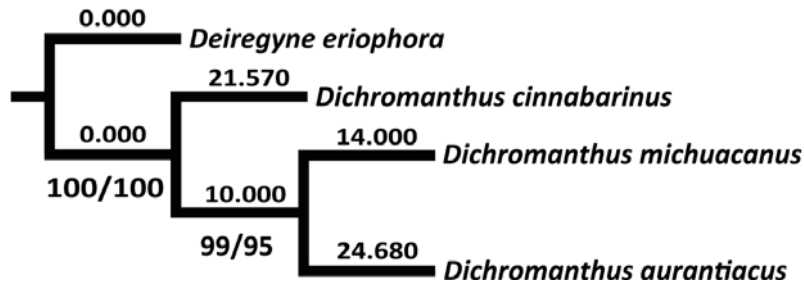 0.000
Deiregyne eriophora
21.570
Dichromanthus cinnabarinus
0.000
14.000
Dichromanthus michuacanus
100/100
10.000
99/95
24.680
Dichromanthus aurantiacus